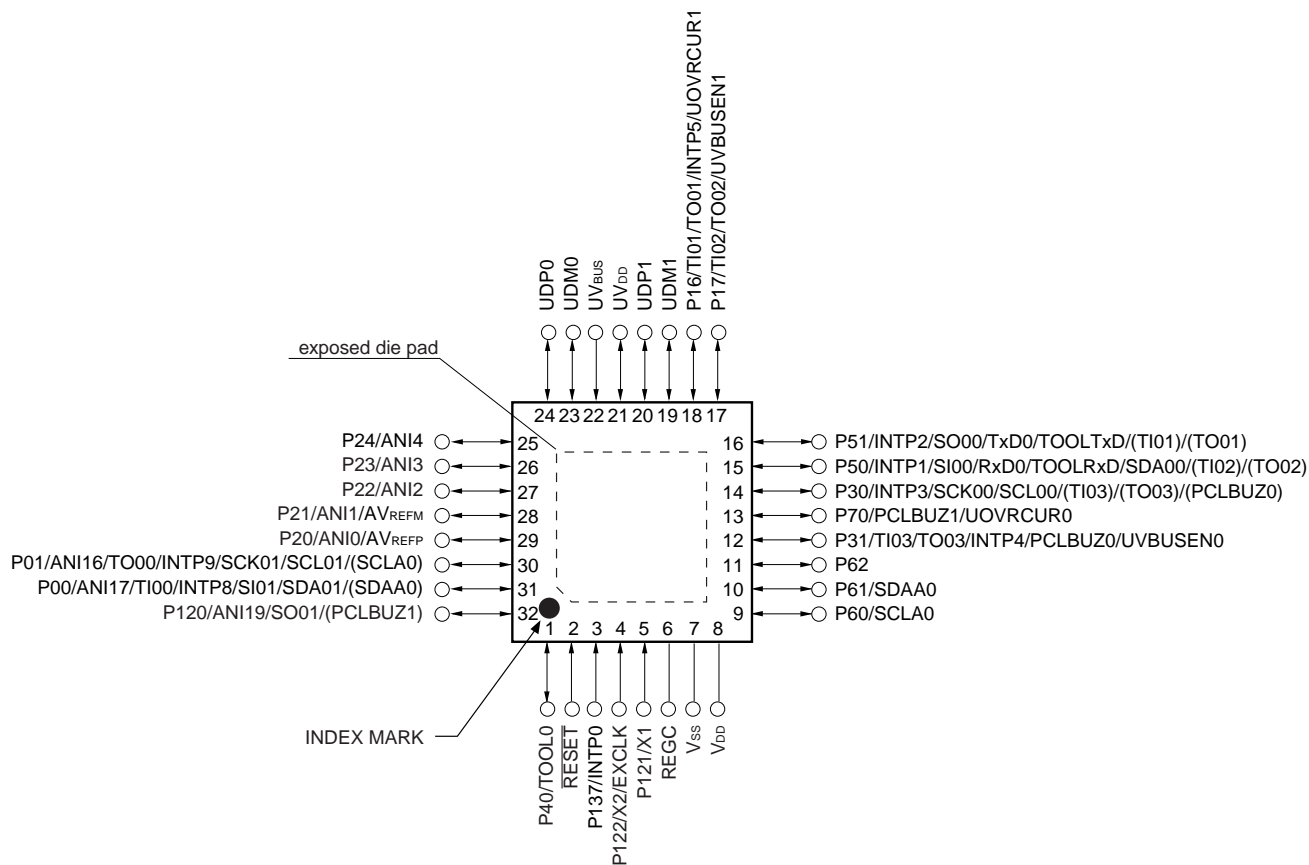 P16/TI01/TO01/INTP5/UOVRCUR1
P17/TI02/TO02/UVBUSEN1
UDP0
UDM0
UVBUS
UVDD
UDP1
UDM1
exposed die pad
24 23 22 21 20 19 18 17
P24/ANI4 25
P23/ANI3 26
P22/ANI2 27
P21/ANI1/AVREFM 28
P20/ANI0/AVREFP 29
P01/ANI16/TO00/INTP9/SCK01/SCL01/(SCLA0) 30
P00/ANI17/TI00/INTP8/SI01/SDA01/(SDAA0) 31
P120/ANI19/SO01/(PCLBUZ1) 32
16 P51/INTP2/SO00/TxD0/TOOLTxD/(TI01)/(TO01)
15 P50/INTP1/SI00/RxD0/TOOLRxD/SDA00/(TI02)/(TO02)
14 P30/INTP3/SCK00/SCL00/(TI03)/(TO03)/(PCLBUZ0)
13 P70/PCLBUZ1/UOVRCUR0
12 P31/TI03/TO03/INTP4/PCLBUZ0/UVBUSEN0
11 P62
10 P61/SDAA0
9 P60/SCLA0
1 2 3 4 5 6 7 8
INDEX MARK
P40/TOOL0
RESET
P137/INTP0
P122/X2/EXCLK
P121/X1
REGC
VSS
VDD